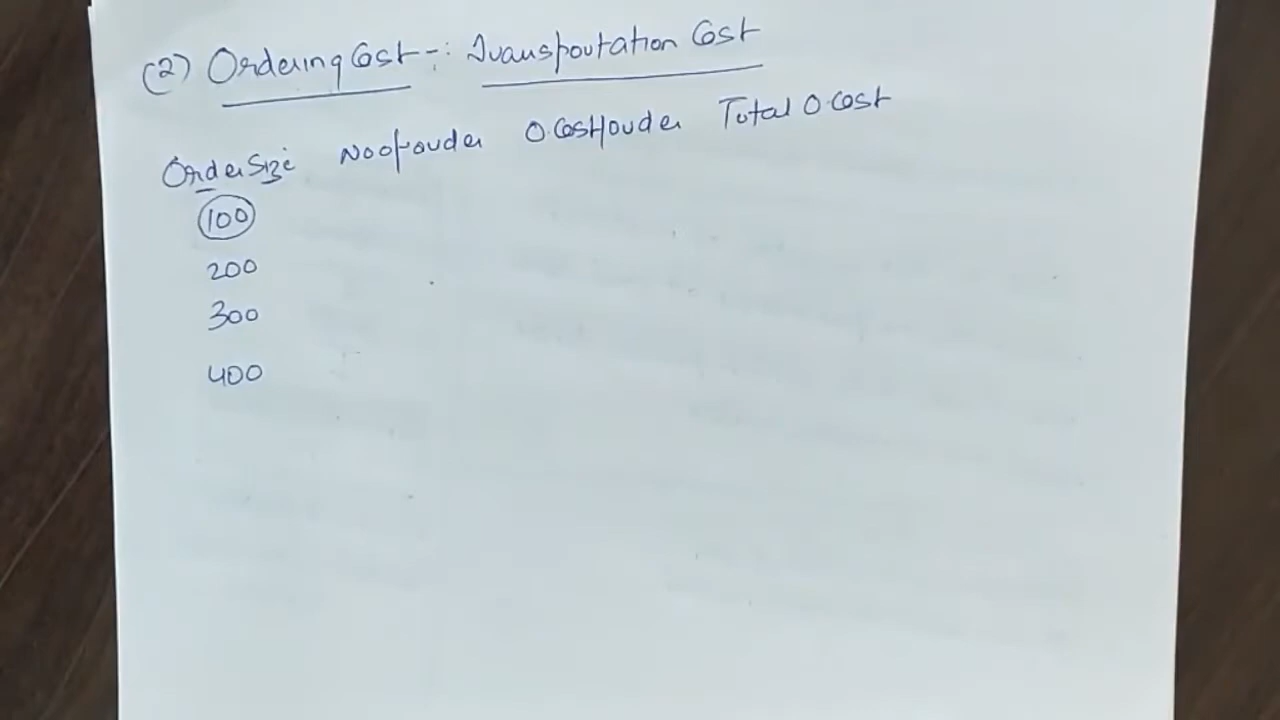 (2) Ordering Cost -: Transportation Cost
Order Size No of order O.Cost/order Total O.Cost
100
200
300
400